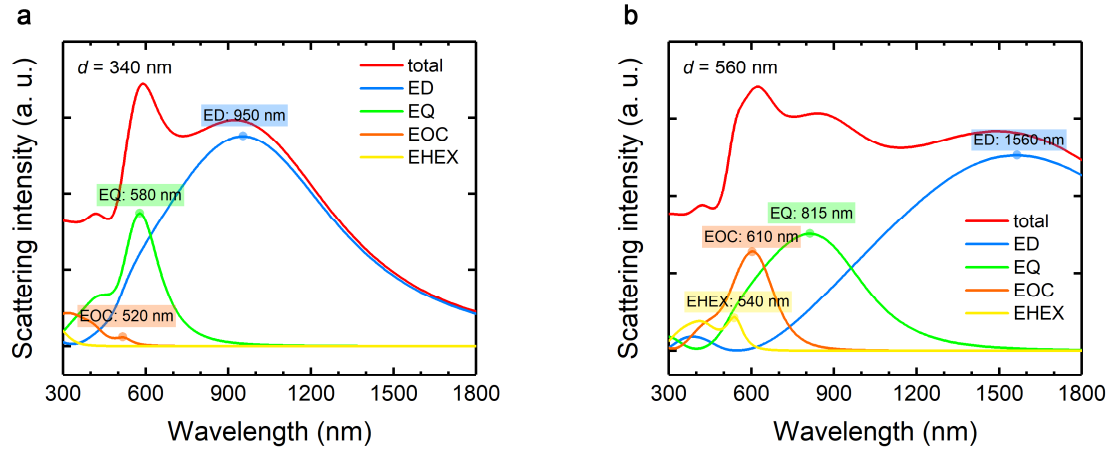 a
d = 340 nm
total
ED
EQ
EOC
EHEX
ED: 950 nm
EQ: 580 nm
EOC: 520 nm
Scattering intensity (a. u.)
300 600 900 1200 1500 1800
Wavelength (nm)
b
d = 560 nm
ED: 1560 nm
EQ: 815 nm
EOC: 610 nm
EHEX: 540 nm
total
ED
EQ
EOC
EHEX
Scattering intensity (a. u.)
300 600 900 1200 1500 1800
Wavelength (nm)